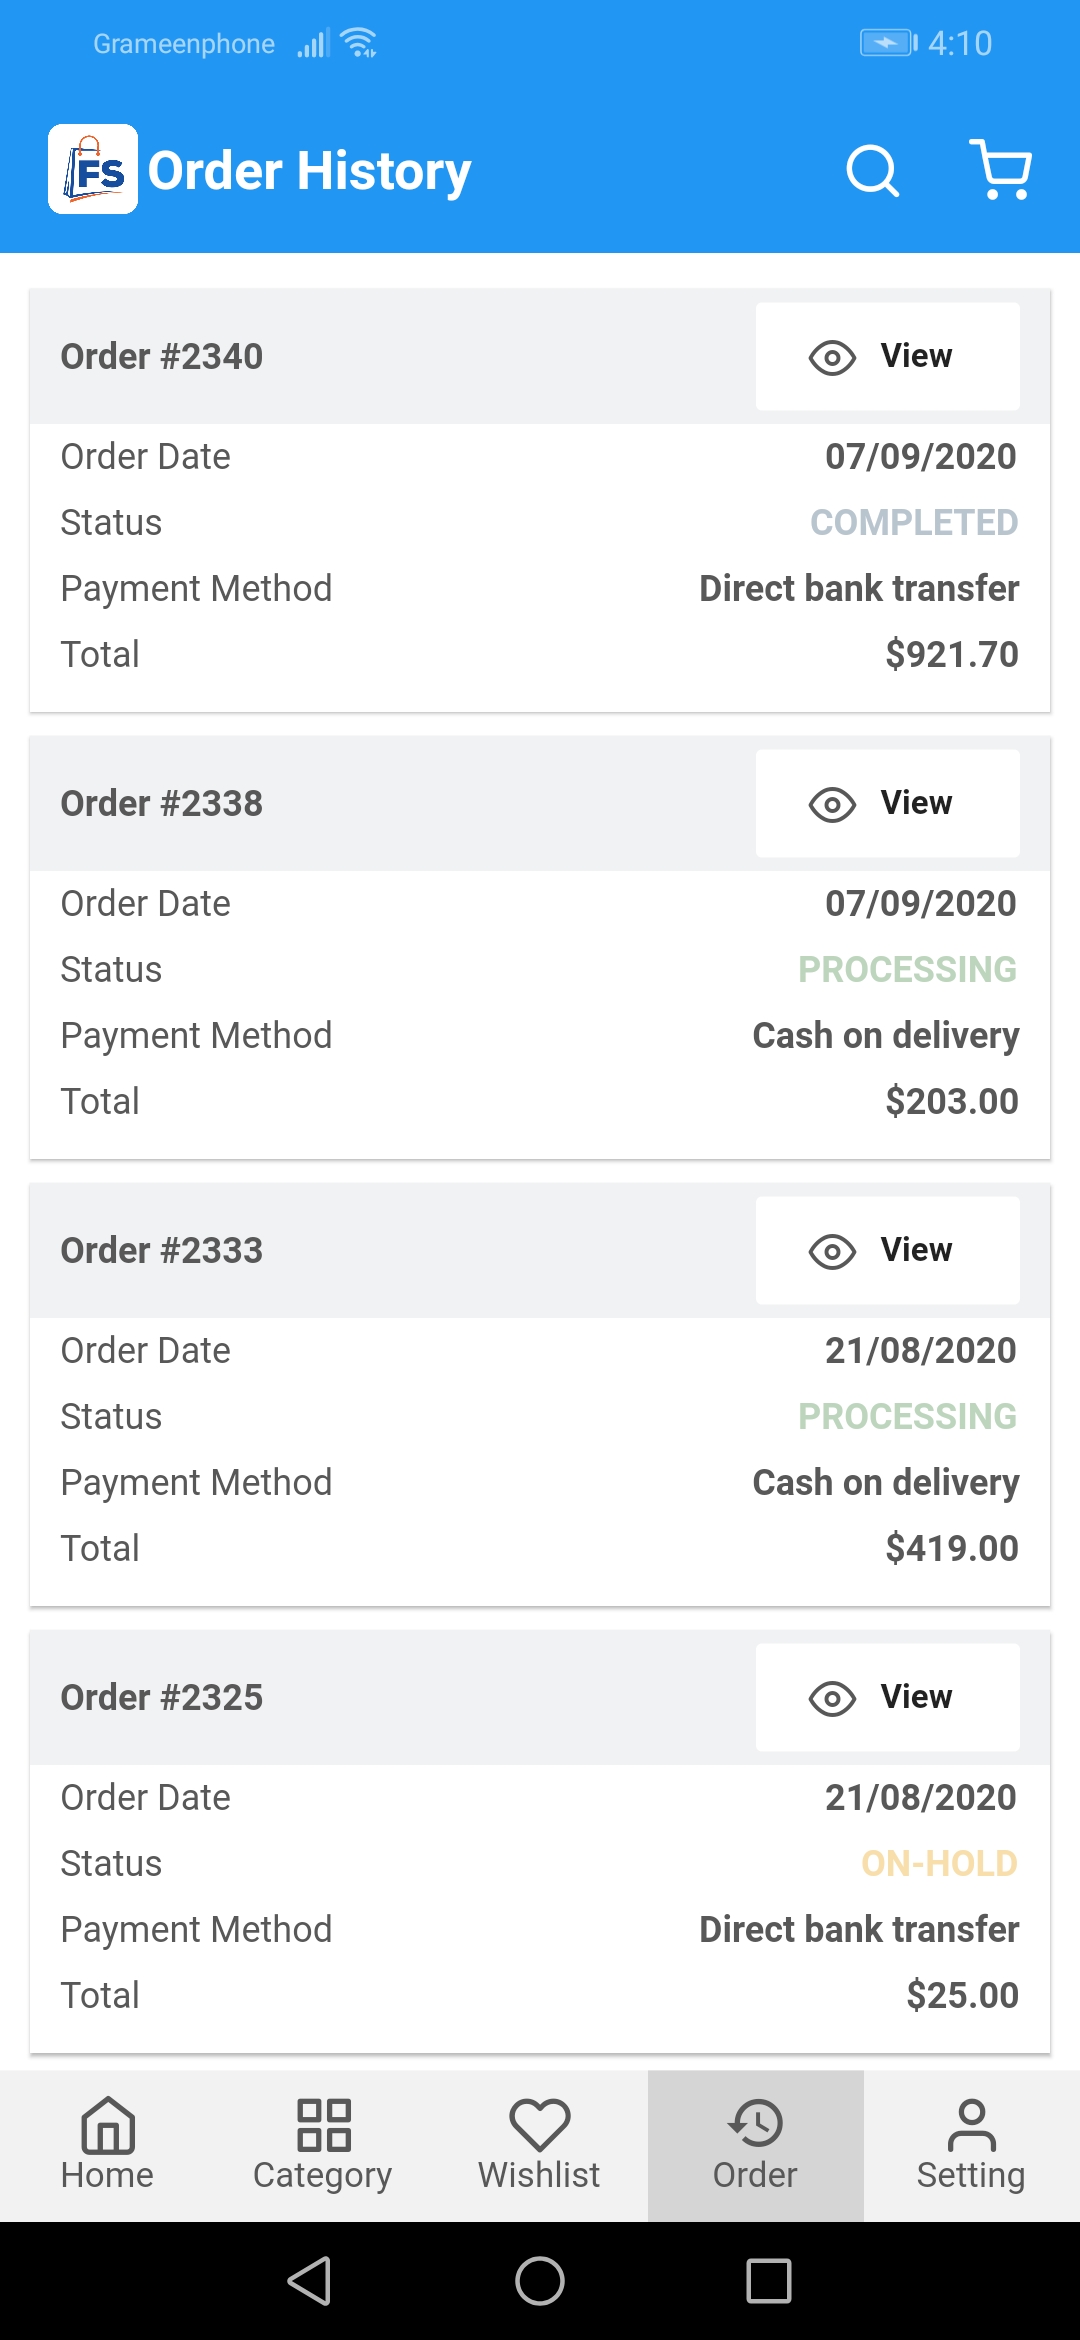 Grameenphone 4:10
FS Order History
Order #2340 View
Order Date 07/09/2020
Status COMPLETED
Payment Method Direct bank transfer
Total $921.70
Order #2338 View
Order Date 07/09/2020
Status PROCESSING
Payment Method Cash on delivery
Total $203.00
Order #2333 View
Order Date 21/08/2020
Status PROCESSING
Payment Method Cash on delivery
Total $419.00
Order #2325 View
Order Date 21/08/2020
Status ON-HOLD
Payment Method Direct bank transfer
Total $25.00
Home Category Wishlist Order Setting